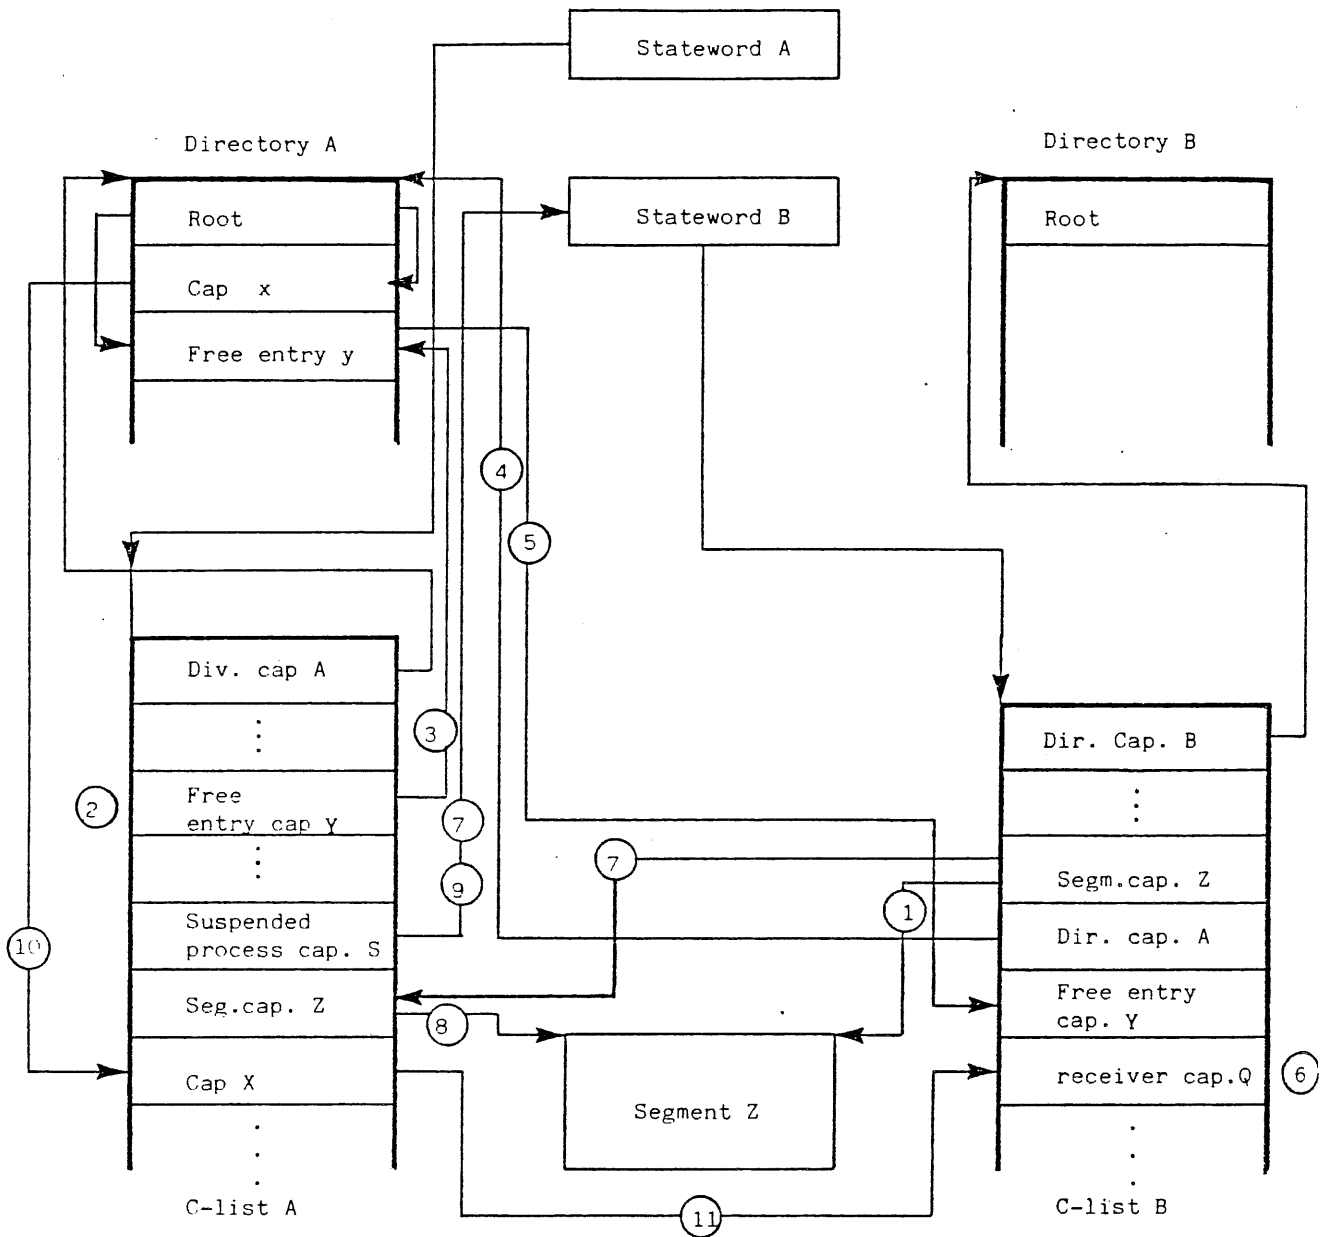 Stateword A
Directory A
Directory B
Root
Cap x
Free entry y
Stateword B
Root
4
5
Div. cap A
⋮
3
2
Free
entry cap Y
⋮
7
9
Suspended
process cap. S
10
Seg.cap. Z
8
Cap X
C-list A
Dir. Cap. B
⋮
7
Segm.cap. Z
1
Dir. cap. A
Free entry
cap. Y
receiver cap.Q
6
Segment Z
11
C-list B